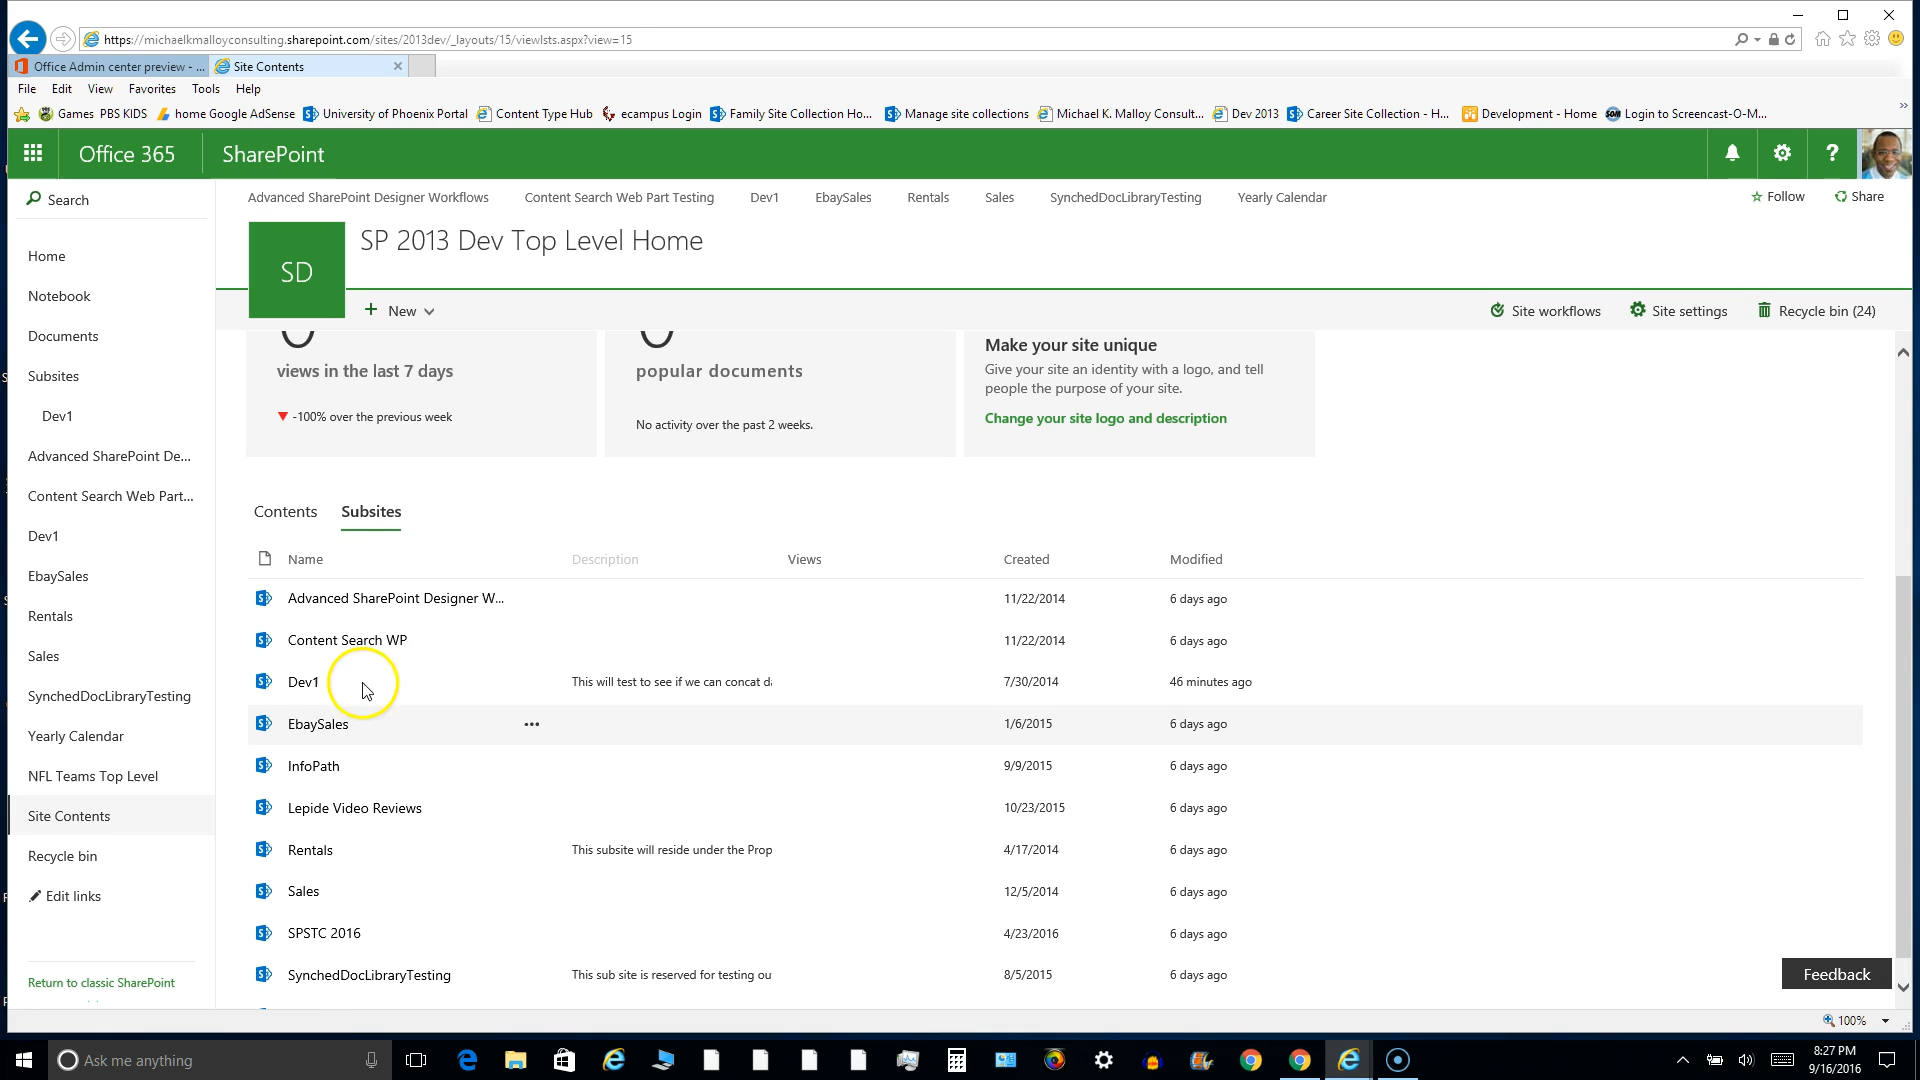 https://michaelkmalloyconsulting.sharepoint.com/sites/2013dev/_layouts/15/viewlsts.aspx?view=15
Office Admin center preview - ...
Site Contents
File Edit View Favorites Tools Help
Games PBS KIDS
home Google AdSense
University of Phoenix Portal
Content Type Hub
ecampus Login
Family Site Collection Ho...
Manage site collections
Michael K. Malloy Consult...
Dev 2013
Career Site Collection - H...
Development - Home
Login to Screencast-O-M...
Office 365
SharePoint
Search
Advanced SharePoint Designer Workflows
Content Search Web Part Testing
Dev1
EbaySales
Rentals
Sales
SynchedDocLibraryTesting
Yearly Calendar
Follow
Share
SD
SP 2013 Dev Top Level Home
+ New
Site workflows
Site settings
Recycle bin (24)
Home
Notebook
Documents
Subsites
Dev1
Advanced SharePoint De...
Content Search Web Part...
Dev1
EbaySales
Rentals
Sales
SynchedDocLibraryTesting
Yearly Calendar
NFL Teams Top Level
Site Contents
Recycle bin
Edit links
Return to classic SharePoint
0
views in the last 7 days
-100% over the previous week
0
popular documents
No activity over the past 2 weeks.
Make your site unique
Give your site an identity with a logo, and tell
people the purpose of your site.
Change your site logo and description
Contents
Subsites
Name Description Views Created Modified
Advanced SharePoint Designer W... 11/22/2014 6 days ago
Content Search WP 11/22/2014 6 days ago
Dev1 This will test to see if we can concat da 7/30/2014 46 minutes ago
EbaySales ••• 1/6/2015 6 days ago
InfoPath 9/9/2015 6 days ago
Lepide Video Reviews 10/23/2015 6 days ago
Rentals This subsite will reside under the Prop 4/17/2014 6 days ago
Sales 12/5/2014 6 days ago
SPSTC 2016 4/23/2016 6 days ago
SynchedDocLibraryTesting This sub site is reserved for testing ou 8/5/2015 6 days ago
Feedback
100%
Ask me anything
8:27 PM
9/16/2016